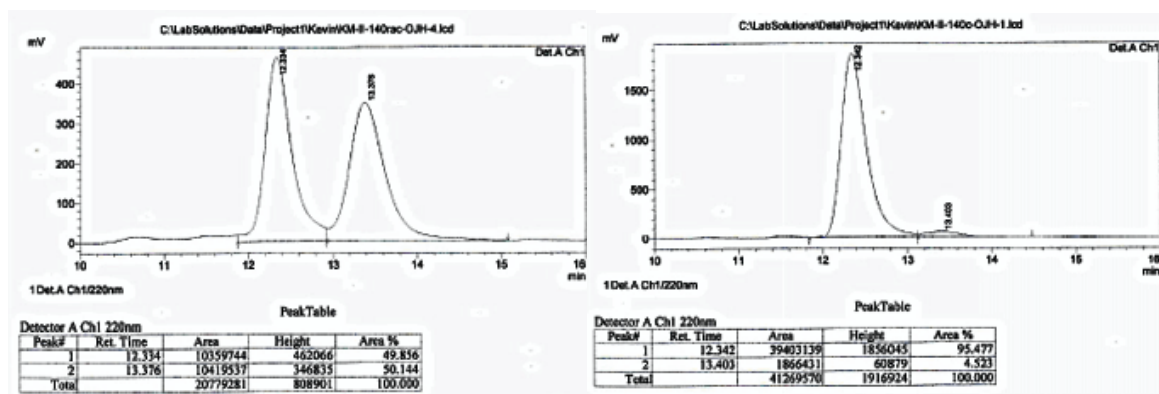 C:\LabSolutions\Data\Project1\Kevin\KM-II-140rac-OJH-4.lcd
mV
Det.A Ch1
12.334
13.376
400
300
200
100
0
10 11 12 13 14 15 16
min
1 Det.A Ch1/220nm
PeakTable
Detector A Ch1 220nm
Peak# Ret. Time Area Height Area %
1 12.334 10359744 462066 49.856
2 13.376 10419537 346835 50.144
Total 20779281 808901 100.000
C:\LabSolutions\Data\Project1\Kevin\KM-II-140c-OJH-1.lcd
mV
Det.A Ch1
12.342
13.403
1500
1000
500
0
10 11 12 13 14 15 16
min
1 Det.A Ch1/220nm
PeakTable
Detector A Ch1 220nm
Peak# Ret. Time Area Height Area %
1 12.342 39403139 1856045 95.477
2 13.403 1866431 60879 4.523
Total 41269570 1916924 100.000